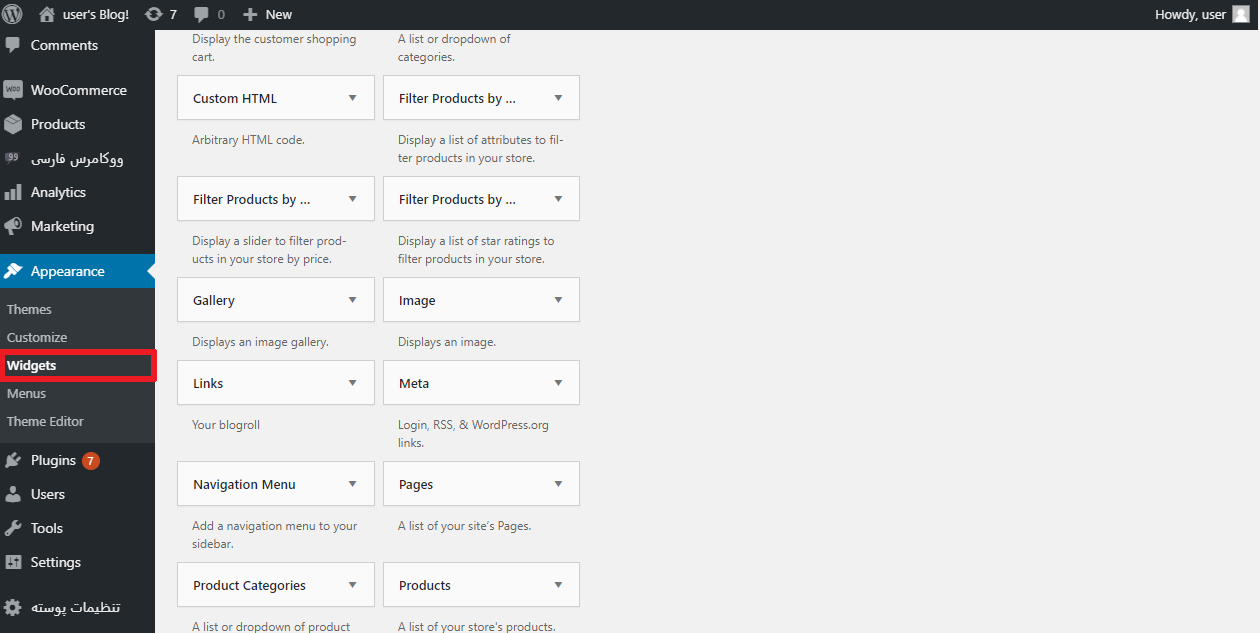 user's Blog! 7 0 New Howdy, user
Comments
WooCommerce
Products
ووکامرس فارسی
Analytics
Marketing
Appearance
Themes
Customize
Widgets
Menus
Theme Editor
Plugins 7
Users
Tools
Settings
تنظیمات پوسته
Display the customer shopping
cart.
A list or dropdown of
categories.
Custom HTML
Arbitrary HTML code.
Filter Products by ...
Display a list of attributes to fil-
ter products in your store.
Filter Products by ...
Display a slider to filter prod-
ucts in your store by price.
Filter Products by ...
Display a list of star ratings to
filter products in your store.
Gallery
Displays an image gallery.
Image
Displays an image.
Links
Your blogroll
Meta
Login, RSS, & WordPress.org
links.
Navigation Menu
Add a navigation menu to your
sidebar.
Pages
A list of your site's Pages.
Product Categories
A list or dropdown of product
Products
A list of your store's products.